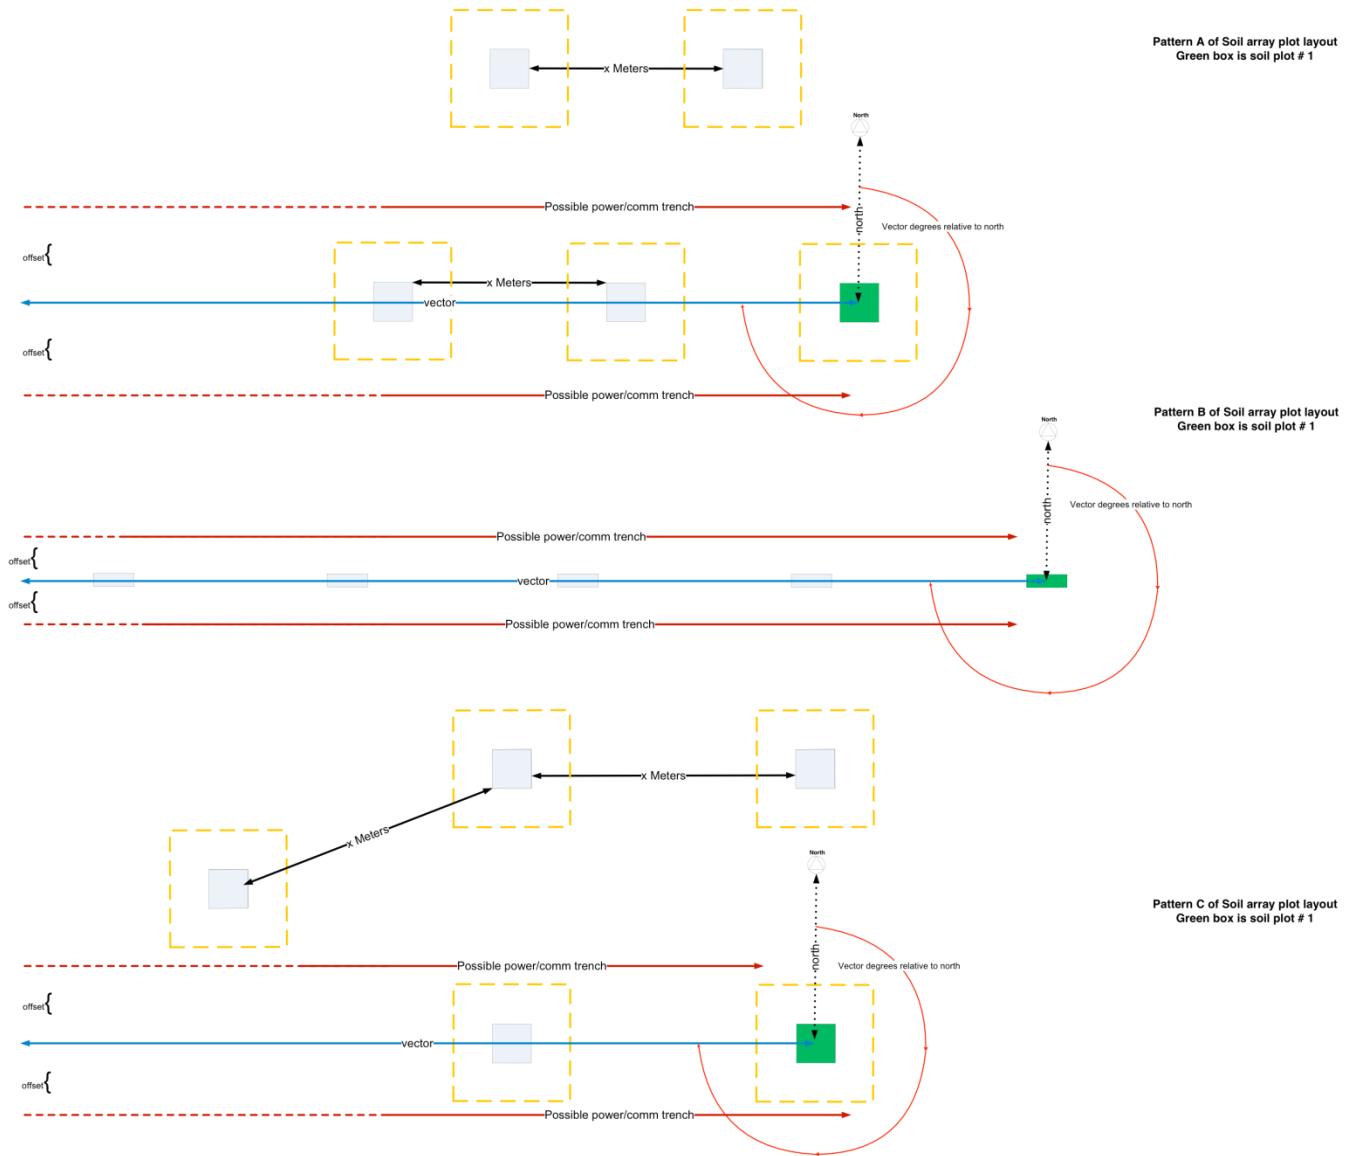 Pattern A of Soil array plot layout
Green box is soil plot # 1
x Meters
North
Possible power/comm trench
north
Vector degrees relative to north
offset{
x Meters
vector
offset{
Possible power/comm trench
Pattern B of Soil array plot layout
Green box is soil plot # 1
North
north
Vector degrees relative to north
Possible power/comm trench
offset{
vector
offset{
Possible power/comm trench
x Meters
x Meters
North
Pattern C of Soil array plot layout
Green box is soil plot # 1
north
Possible power/comm trench
Vector degrees relative to north
offset{
vector
offset{
Possible power/comm trench